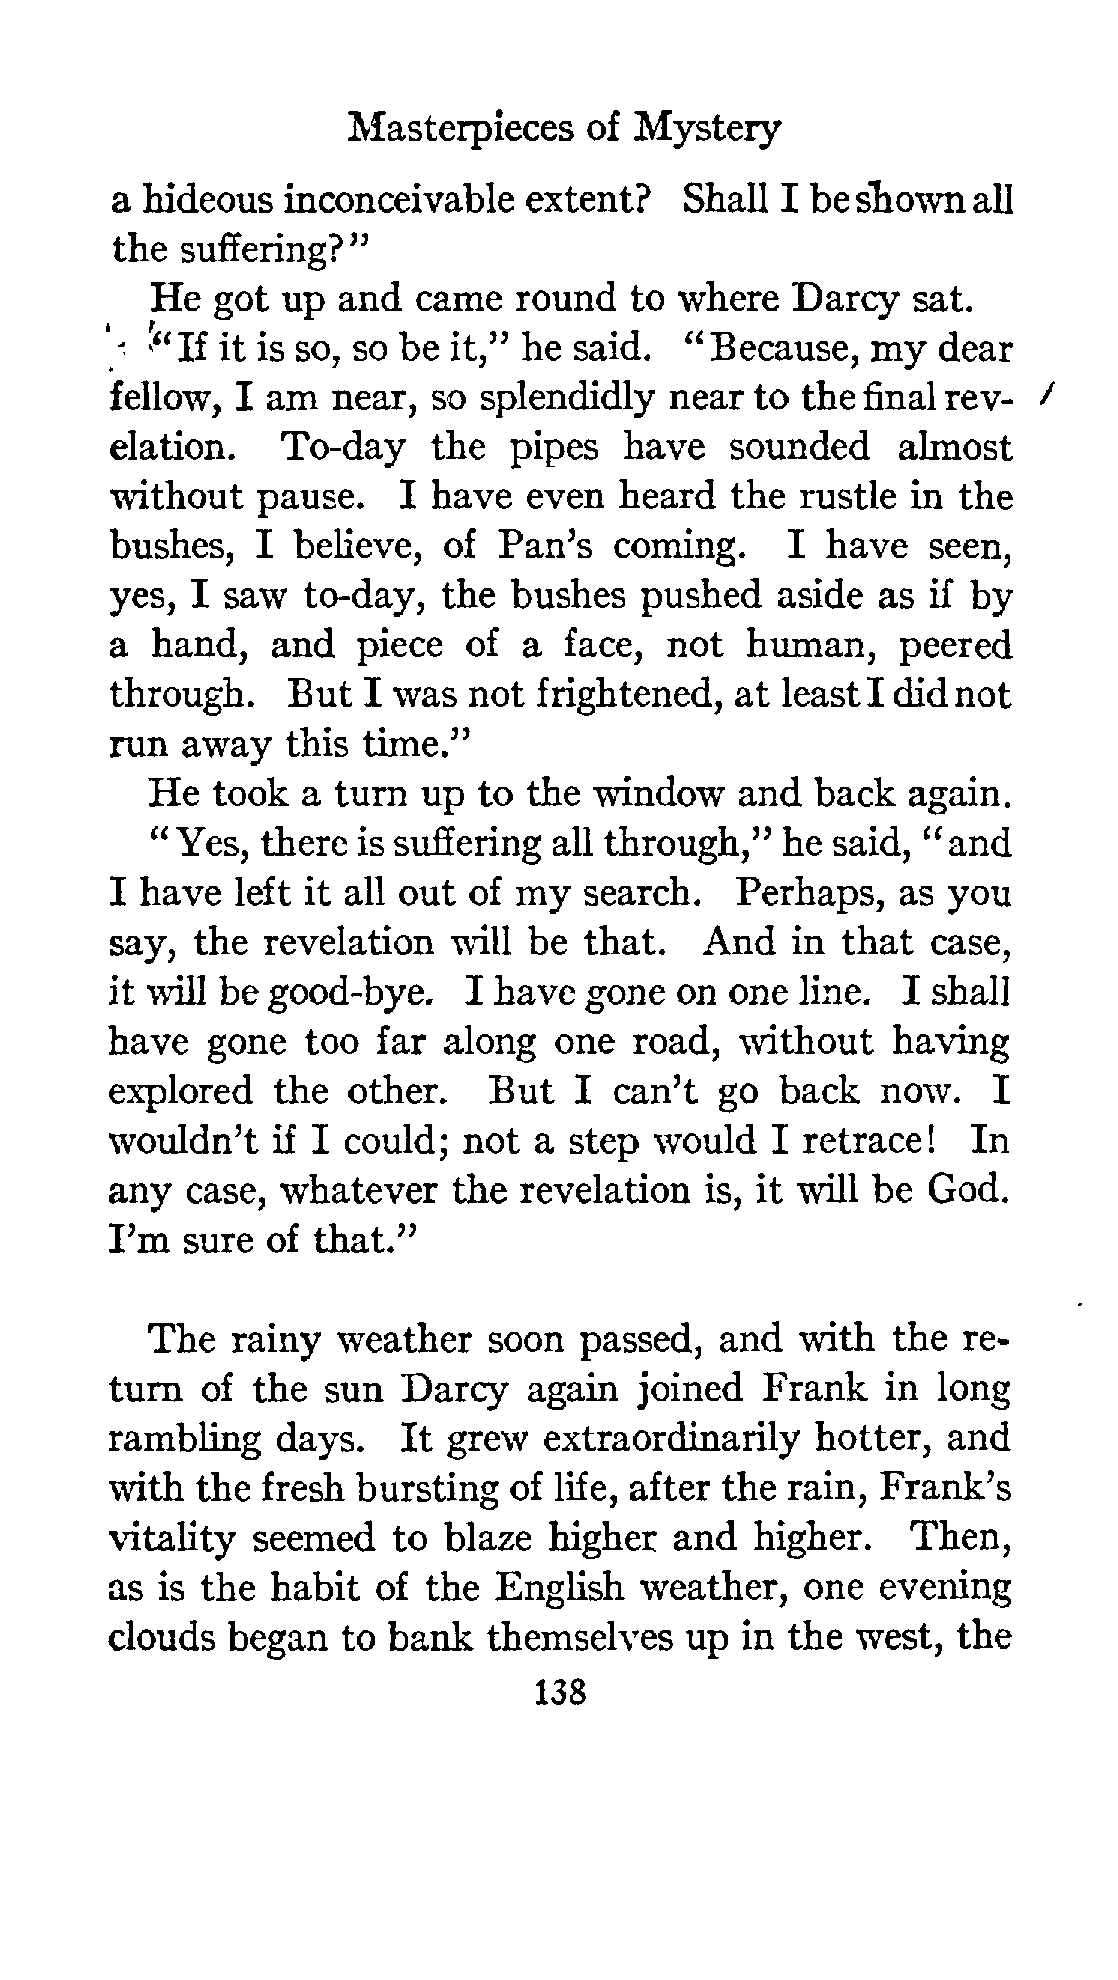 Masterpieces of Mystery
a hideous inconceivable extent? Shall I be shown all
the suffering?”
He got up and came round to where Darcy sat.
“If it is so, so be it,” he said. “Because, my dear
fellow, I am near, so splendidly near to the final rev-
elation. To-day the pipes have sounded almost
without pause. I have even heard the rustle in the
bushes, I believe, of Pan’s coming. I have seen,
yes, I saw to-day, the bushes pushed aside as if by
a hand, and piece of a face, not human, peered
through. But I was not frightened, at least I did not
run away this time.”
He took a turn up to the window and back again.
“Yes, there is suffering all through,” he said, “and
I have left it all out of my search. Perhaps, as you
say, the revelation will be that. And in that case,
it will be good-bye. I have gone on one line. I shall
have gone too far along one road, without having
explored the other. But I can’t go back now. I
wouldn’t if I could; not a step would I retrace! In
any case, whatever the revelation is, it will be God.
I’m sure of that.”
The rainy weather soon passed, and with the re-
turn of the sun Darcy again joined Frank in long
rambling days. It grew extraordinarily hotter, and
with the fresh bursting of life, after the rain, Frank’s
vitality seemed to blaze higher and higher. Then,
as is the habit of the English weather, one evening
clouds began to bank themselves up in the west, the
138